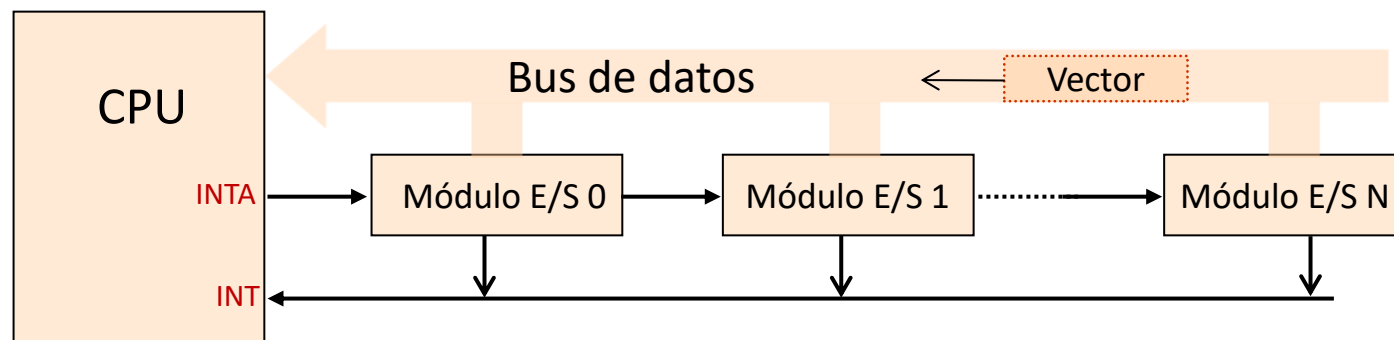 Bus de datos
Vector
CPU
INTA
Módulo E/S 0
Módulo E/S 1
Módulo E/S N
INT